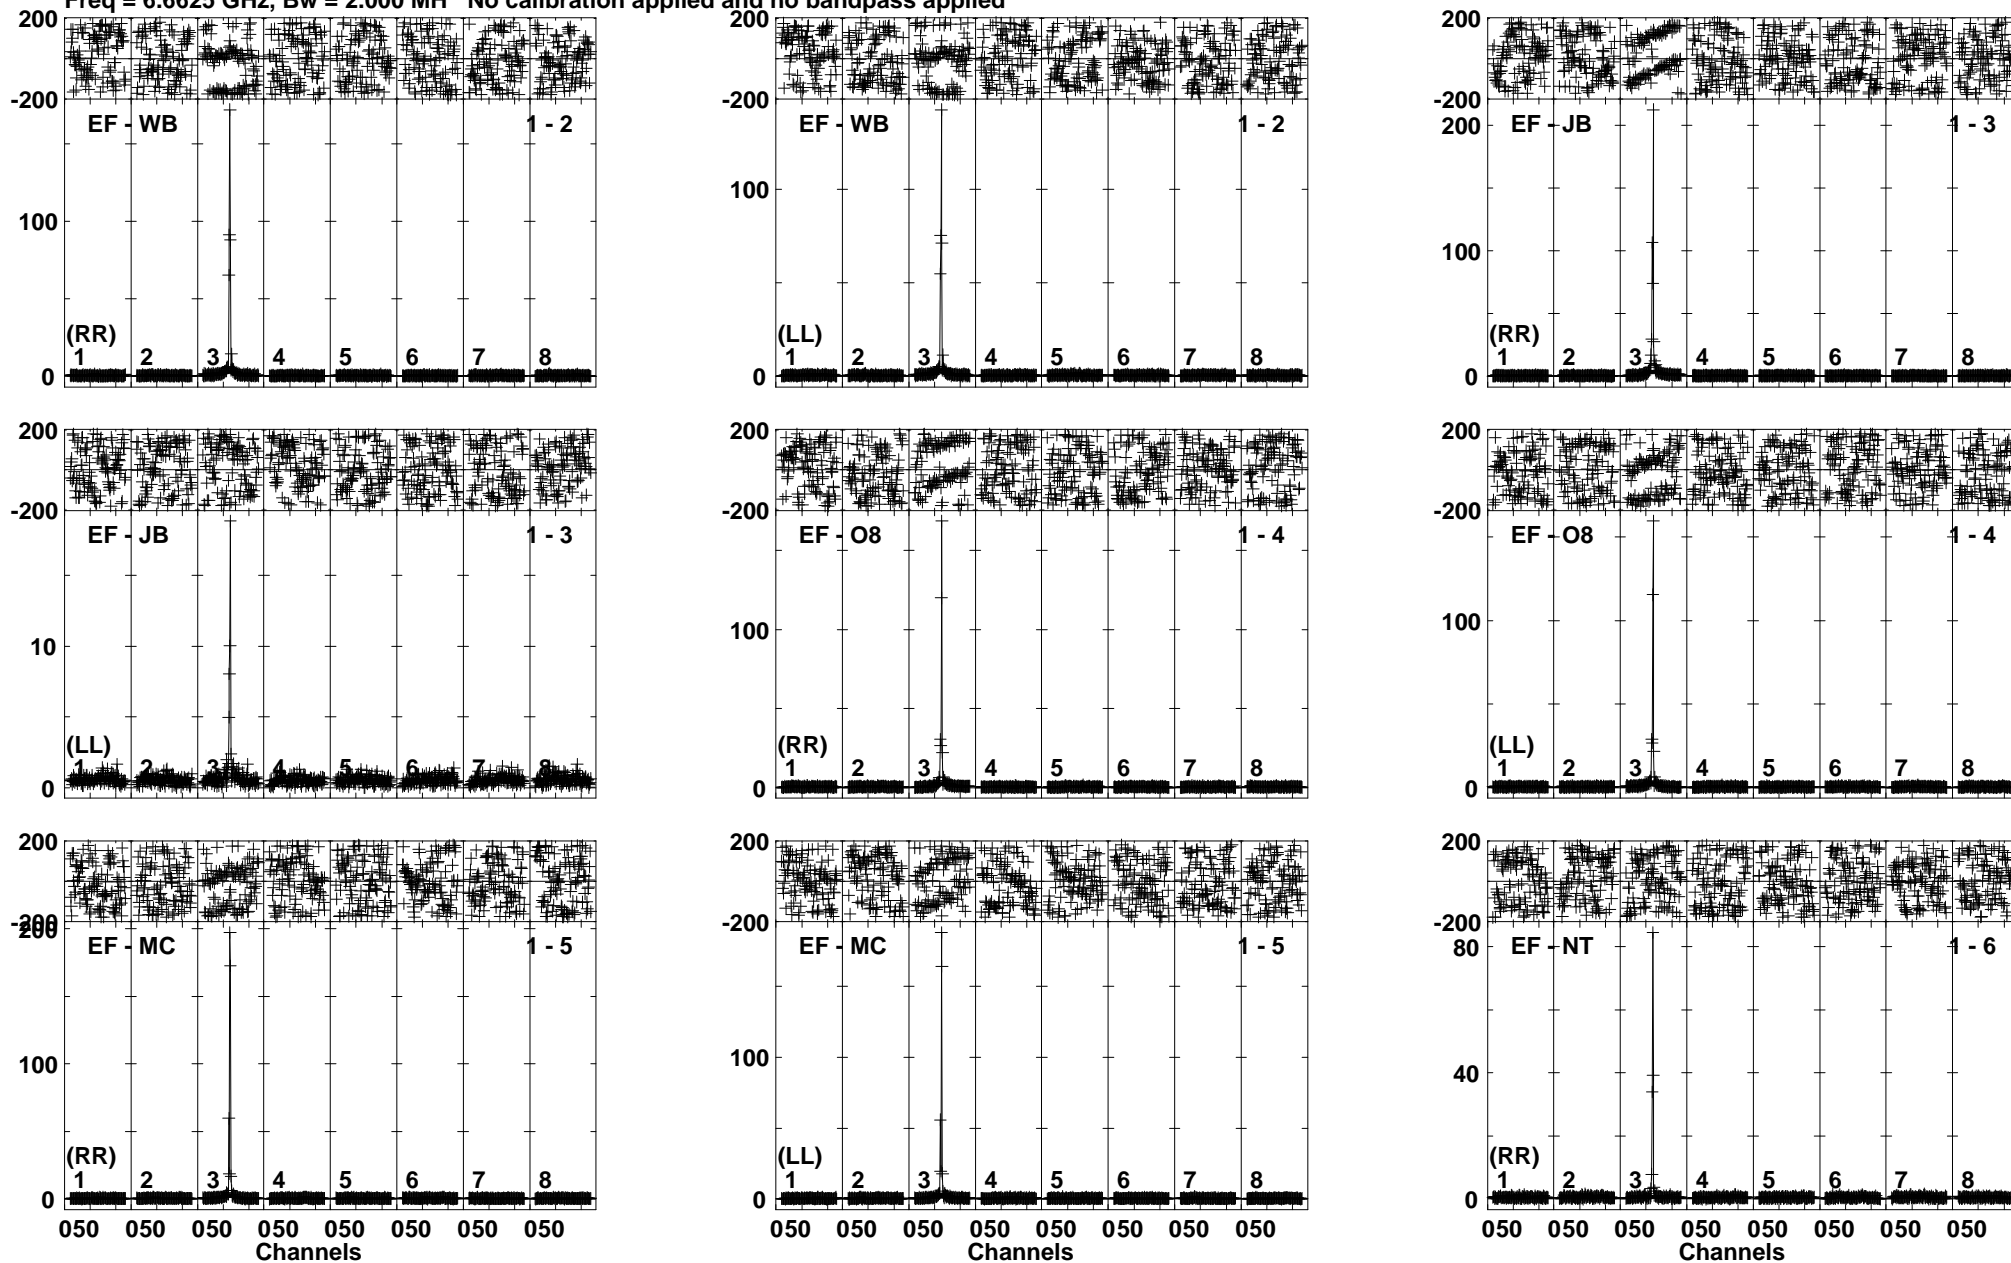 Freq = 6.6625 GHz, Bw = 2.000 MH No calibration applied and no bandpass applied
200
-200
EF - WB 1 - 2
100
(RR)
1 2 3 4 5 6 7 8
0
200
-200
EF - WB 1 - 2
100
(LL)
1 2 3 4 5 6 7 8
0
200
-200
200
EF - JB 1 - 3
100
(RR)
1 2 3 4 5 6 7 8
0
200
-200
EF - JB 1 - 3
10
(LL)
1 2 3 4 5 6 7 8
0
200
-200
EF - O8 1 - 4
100
(RR)
1 2 3 4 5 6 7 8
0
200
-200
EF - O8 1 - 4
100
(LL)
1 2 3 4 5 6 7 8
0
200
-200
200
EF - MC 1 - 5
100
(RR)
1 2 3 4 5 6 7 8
0
050 050 050 050 050 050 050 050
Channels
200
-200
EF - MC 1 - 5
100
(LL)
1 2 3 4 5 6 7 8
0
050 050 050 050 050 050 050 050
Channels
200
-200
80
EF - NT 1 - 6
40
(RR)
1 2 3 4 5 6 7 8
0
050 050 050 050 050 050 050 050
Channels